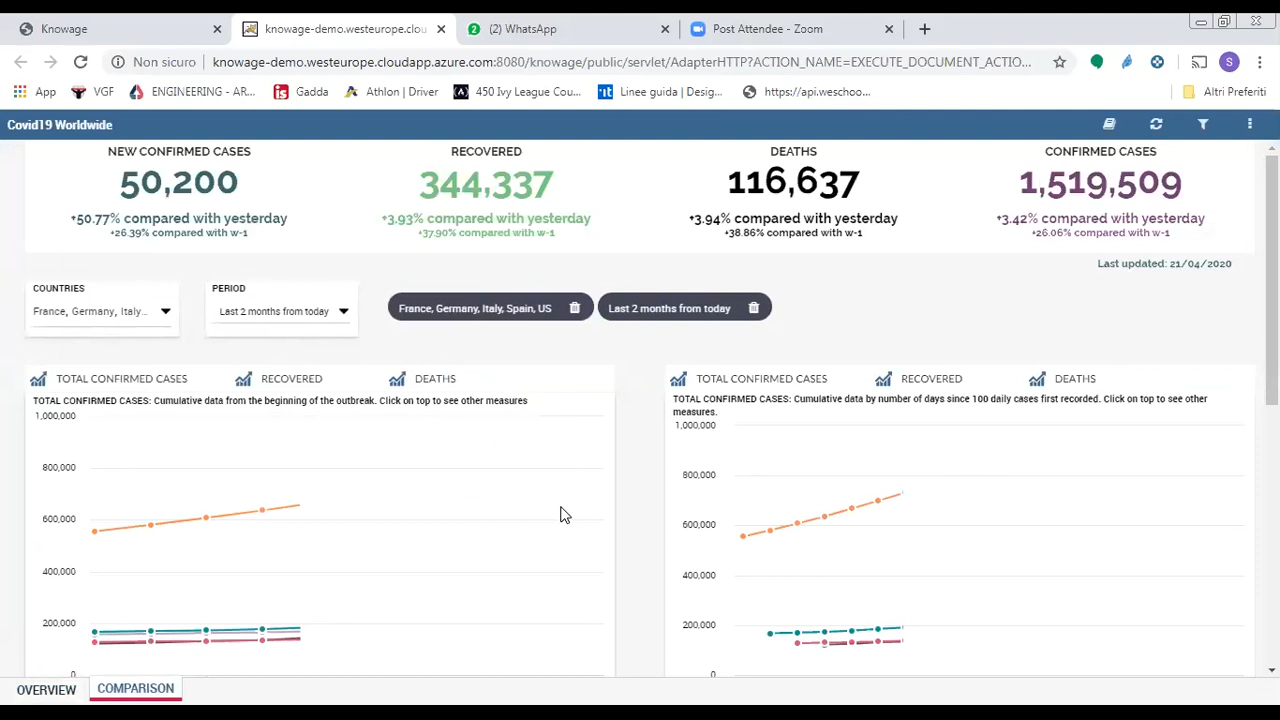 Knowage
knowage-demo.westeurope.clou
(2) WhatsApp
Post Attendee - Zoom
Non sicuro
knowage-demo.westeurope.cloudapp.azure.com:8080/knowage/public/servlet/AdapterHTTP?ACTION_NAME=EXECUTE_DOCUMENT_ACTIO...
S
App
VGF
ENGINEERING - AR...
Gadda
Athlon | Driver
450 Ivy League Cou...
Linee guida | Desig...
https://api.weschoo...
Altri Preferiti
Covid19 Worldwide
NEW CONFIRMED CASES
50,200
+50.77% compared with yesterday
+26.39% compared with w-1
RECOVERED
344,337
+3.93% compared with yesterday
+37.90% compared with w-1
DEATHS
116,637
+3.94% compared with yesterday
+38.86% compared with w-1
CONFIRMED CASES
1,519,509
+3.42% compared with yesterday
+26.06% compared with w-1
Last updated: 21/04/2020
COUNTRIES
France, Germany, Italy...
PERIOD
Last 2 months from today
France, Germany, Italy, Spain, US
Last 2 months from today
TOTAL CONFIRMED CASES
RECOVERED
DEATHS
TOTAL CONFIRMED CASES: Cumulative data from the beginning of the outbreak. Click on top to see other measures
1,000,000
800,000
600,000
400,000
200,000
0
TOTAL CONFIRMED CASES
RECOVERED
DEATHS
TOTAL CONFIRMED CASES: Cumulative data by number of days since 100 daily cases first recorded. Click on top to see other
measures.
1,000,000
800,000
600,000
400,000
200,000
0
OVERVIEW
COMPARISON